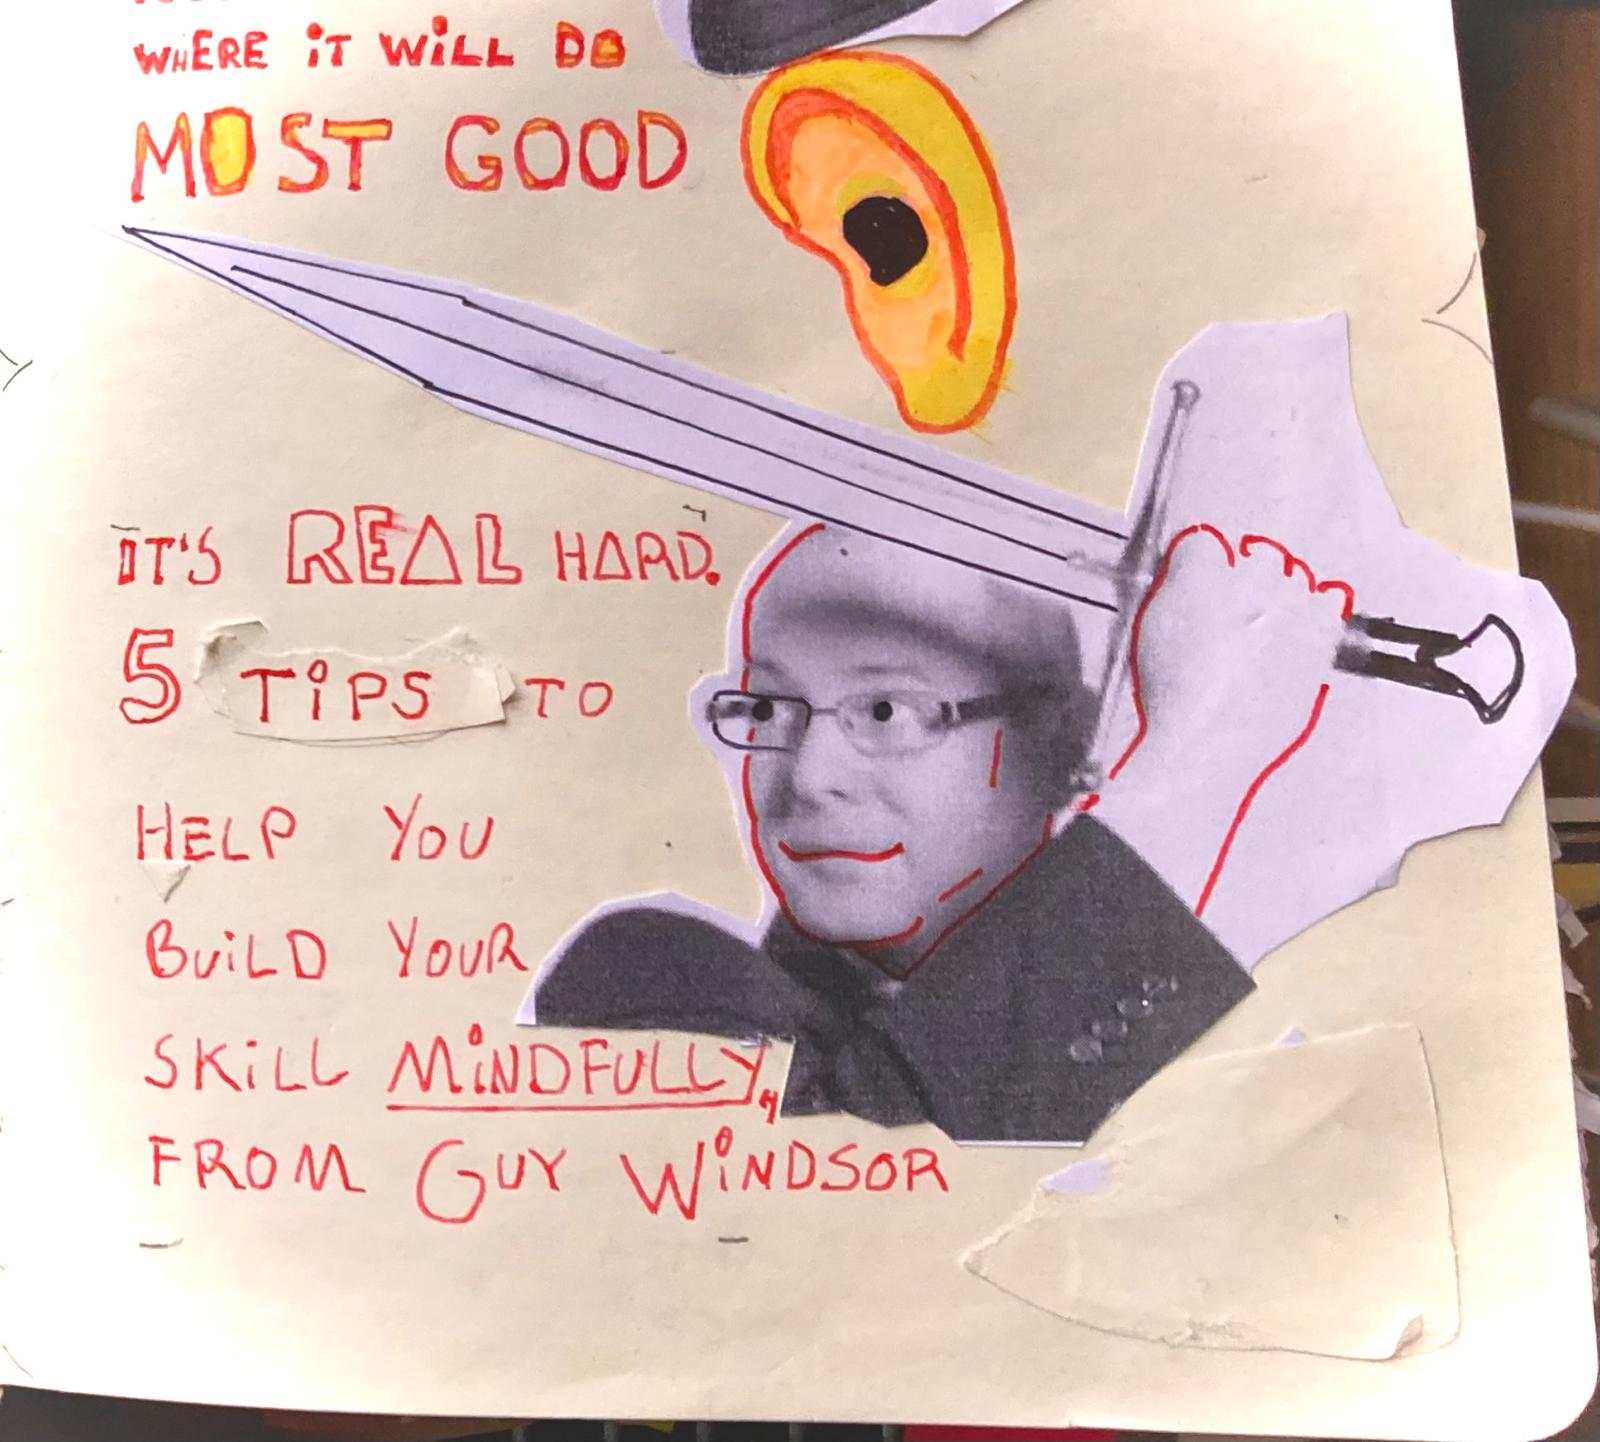 WHERE iT WiLL DO
MOST GOOD
IT'S REAL HARD.
5 TiPS TO
HELP YOU
BUiLD YOUR
SKiLL MiNDFULLY,
FROM GUY WiNDSOR